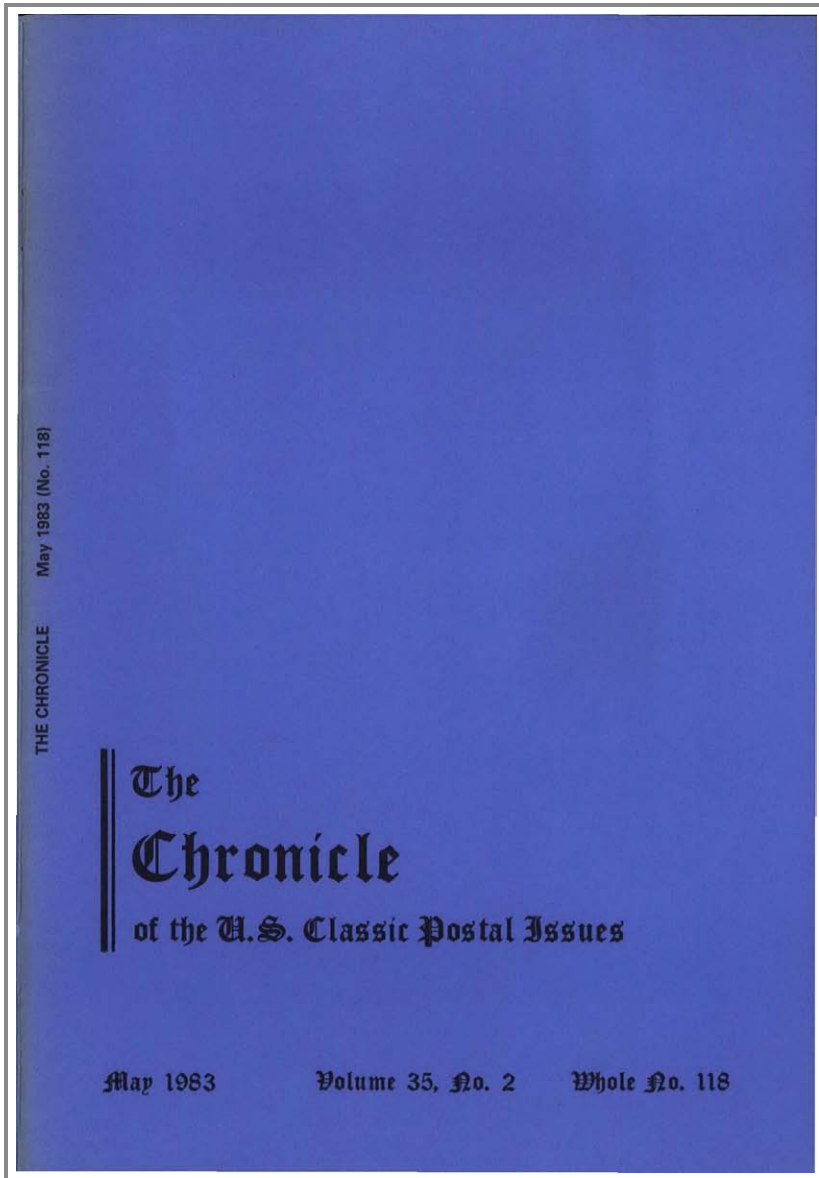 THE CHRONICLE May 1983 (No. 118)
The
Chronicle
of the U.S. Classic Postal Issues
May 1983 Volume 35, No. 2 Whole No. 118